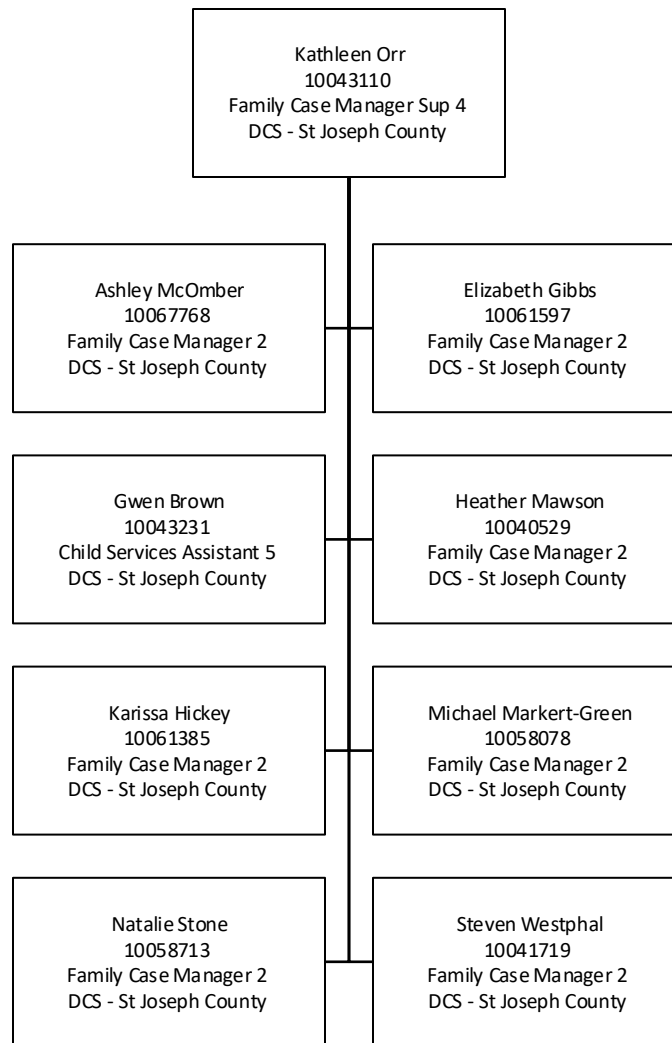 Kathleen Orr
10043110
Family Case Manager Sup 4
DCS - St Joseph County
Ashley McOmber
10067768
Family Case Manager 2
DCS - St Joseph County
Elizabeth Gibbs
10061597
Family Case Manager 2
DCS - St Joseph County
Gwen Brown
10043231
Child Services Assistant 5
DCS - St Joseph County
Heather Mawson
10040529
Family Case Manager 2
DCS - St Joseph County
Karissa Hickey
10061385
Family Case Manager 2
DCS - St Joseph County
Michael Markert-Green
10058078
Family Case Manager 2
DCS - St Joseph County
Natalie Stone
10058713
Family Case Manager 2
DCS - St Joseph County
Steven Westphal
10041719
Family Case Manager 2
DCS - St Joseph County